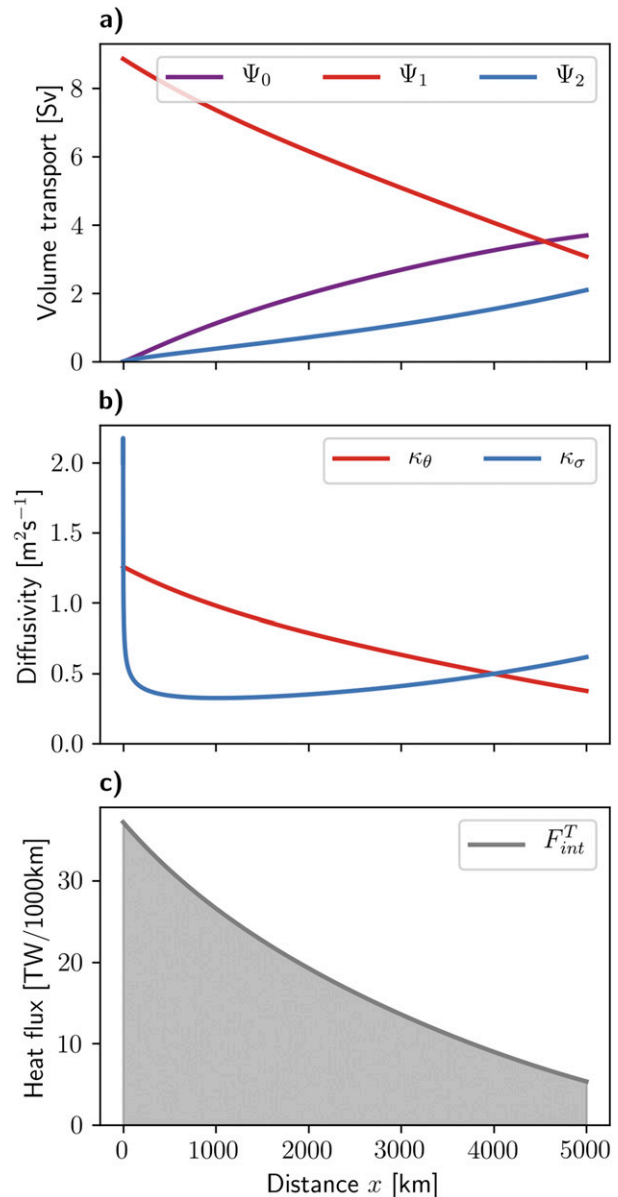 a)
Ψ0 Ψ1 Ψ2
8
6
4
2
0
Volume transport [Sv]
b)
κθ κσ
2.0
1.5
1.0
0.5
0.0
Diffusivity [m²s⁻¹]
c)
F^T_int
30
20
10
0
Heat flux [TW/1000km]
0 1000 2000 3000 4000 5000
Distance x [km]